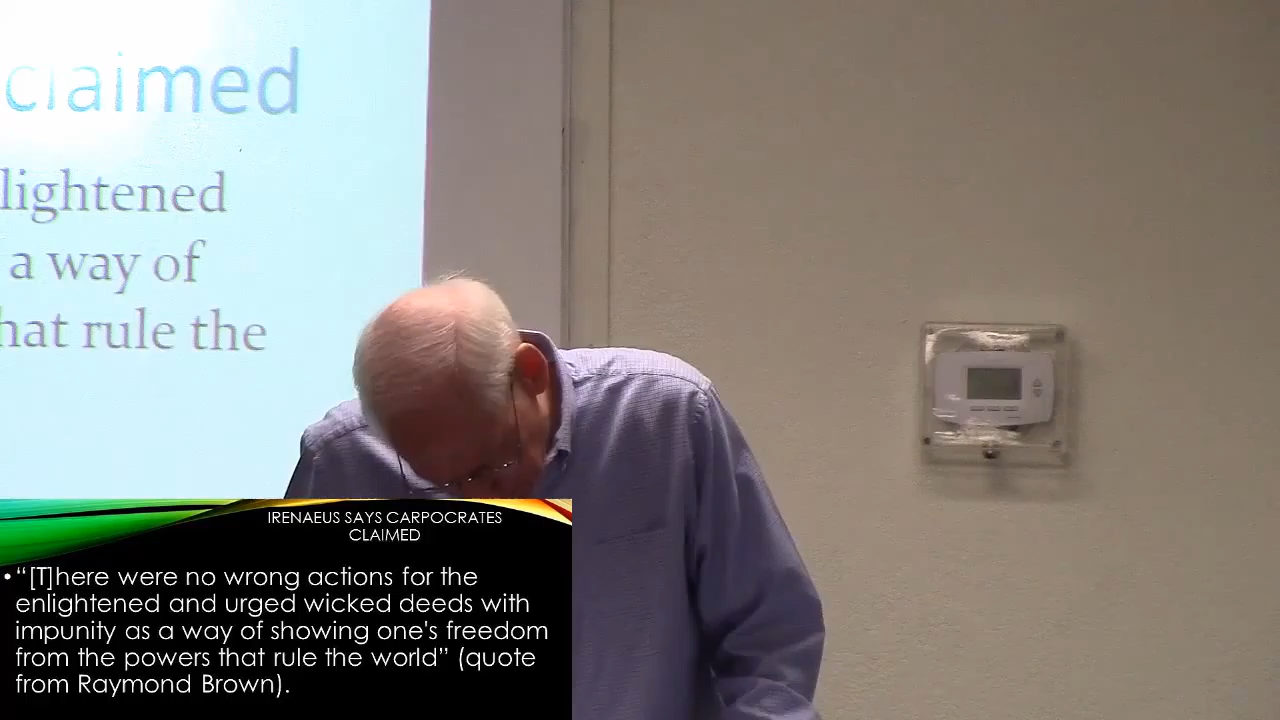 claimed
lightened
a way of
hat rule the
IRENAEUS SAYS CARPOCRATES
CLAIMED
• “[T]here were no wrong actions for the
enlightened and urged wicked deeds with
impunity as a way of showing one's freedom
from the powers that rule the world” (quote
from Raymond Brown).